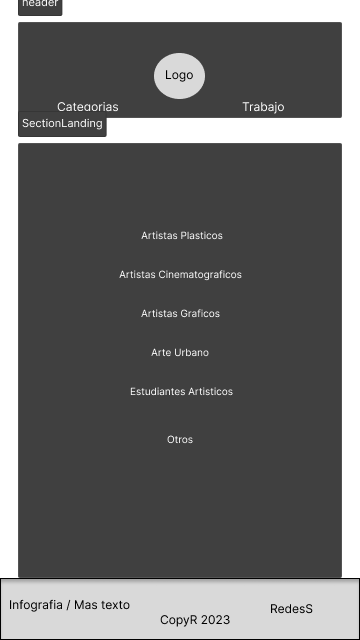 header
Logo
Categorias Trabajo
SectionLanding
Artistas Plasticos
Artistas Cinematograficos
Artistas Graficos
Arte Urbano
Estudiantes Artisticos
Otros
Infografia / Mas texto
RedesS
CopyR 2023